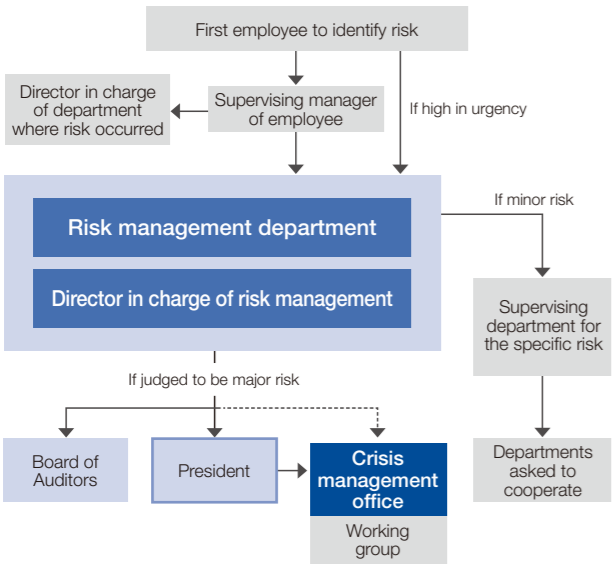 First employee to identify risk
Director in charge
of department
where risk occurred
Supervising manager
of employee
If high in urgency
Risk management department
Director in charge of risk management
If minor risk
Supervising
department for
the specific risk
If judged to be major risk
Board of
Auditors
President
Crisis
management
office
Working
group
Departments
asked to
cooperate